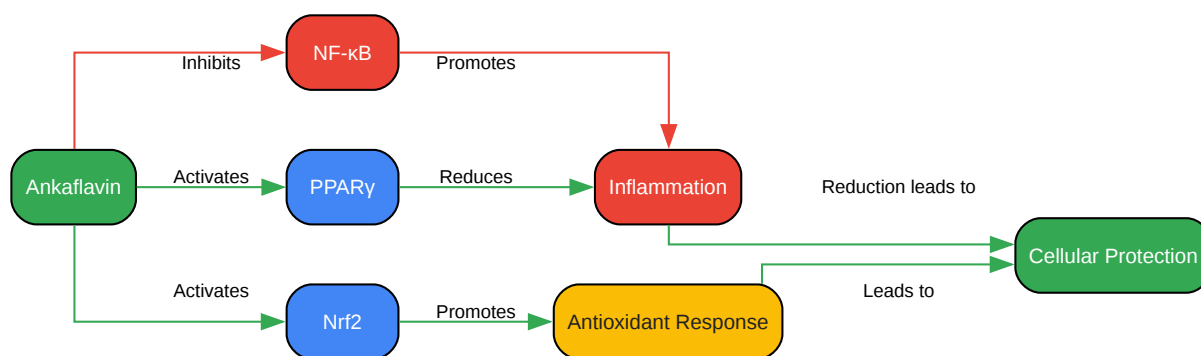 NF-κB
Inhibits
Promotes
Ankaflavin
Activates
PPARγ
Reduces
Inflammation
Reduction leads to
Cellular Protection
Activates
Nrf2
Promotes
Antioxidant Response
Leads to